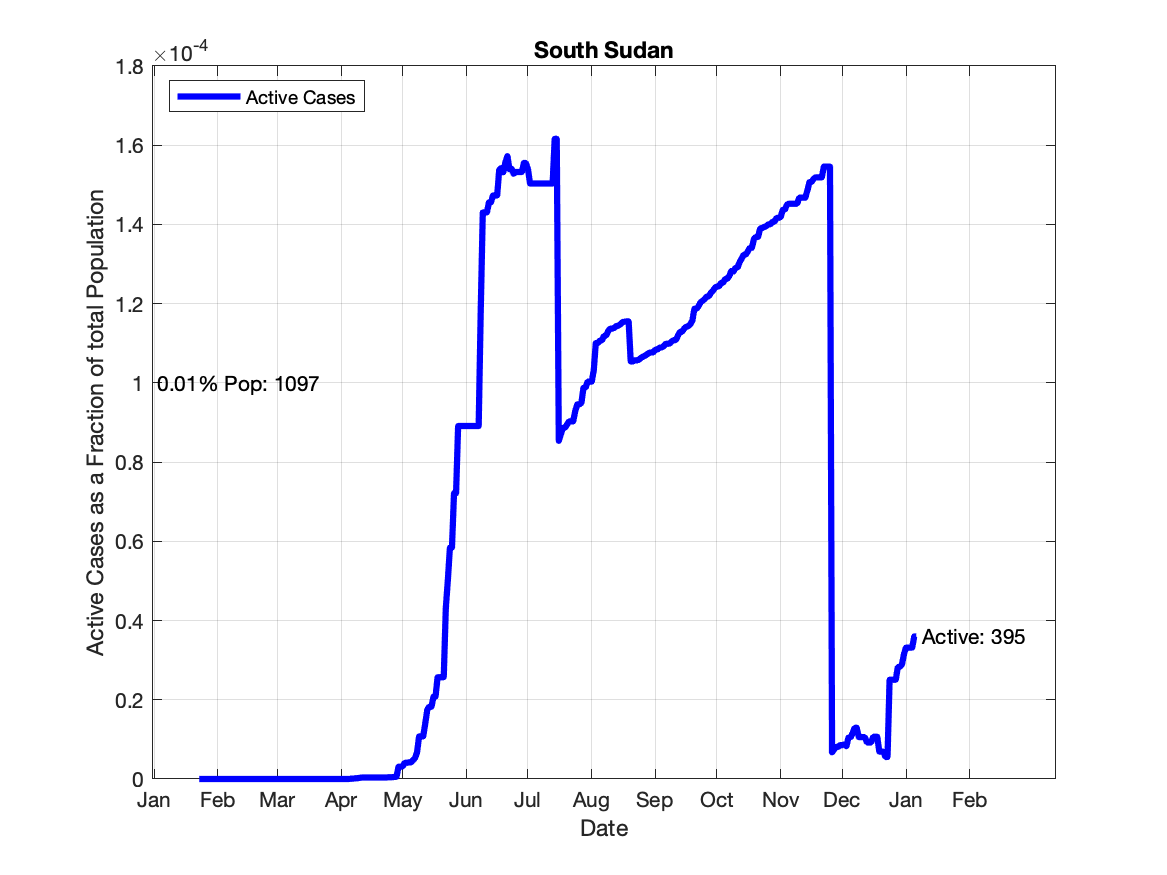 South Sudan
×10-4
1.8
1.6
1.4
1.2
1
0.8
0.6
0.4
0.2
0
Active Cases
0.01% Pop: 1097
Active: 395
Active Cases as a Fraction of total Population
Jan Feb Mar Apr May Jun Jul Aug Sep Oct Nov Dec Jan Feb
Date